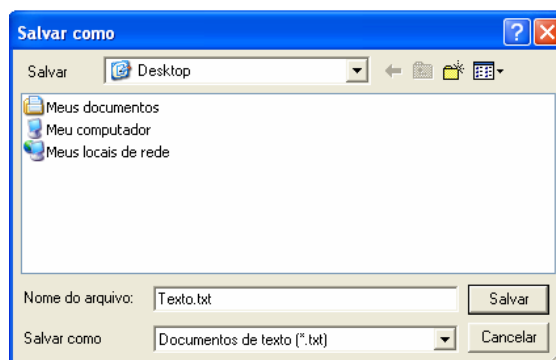 Salvar como
Salvar Desktop
Meus documentos
Meu computador
Meus locais de rede
Nome do arquivo: Texto.txt Salvar
Salvar como Documentos de texto (*.txt) Cancelar